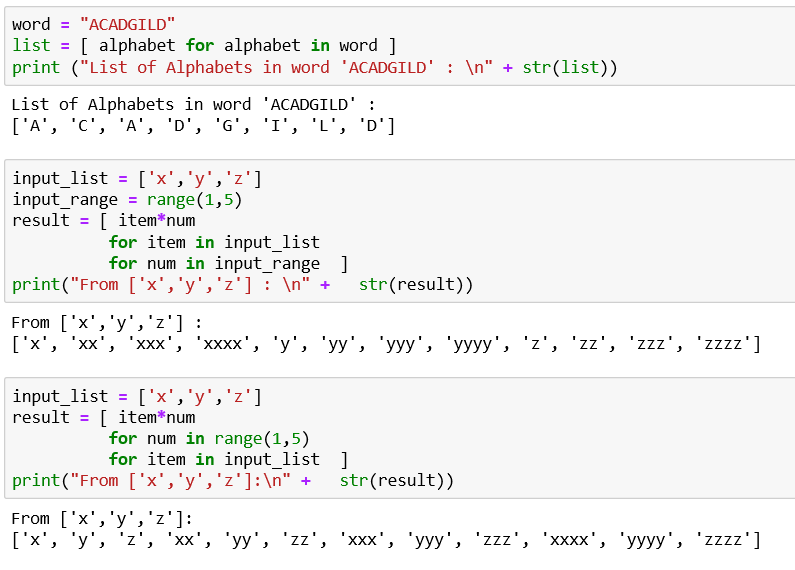 word = "ACADGILD"
list = [ alphabet for alphabet in word ]
print ("List of Alphabets in word 'ACADGILD' : \n" + str(list))
List of Alphabets in word 'ACADGILD' :
['A', 'C', 'A', 'D', 'G', 'I', 'L', 'D']
input_list = ['x','y','z']
input_range = range(1,5)
result = [ item*num
          for item in input_list
          for num in input_range  ]
print("From ['x','y','z'] : \n" +   str(result))
From ['x','y','z'] :
['x', 'xx', 'xxx', 'xxxx', 'y', 'yy', 'yyy', 'yyyy', 'z', 'zz', 'zzz', 'zzzz']
input_list = ['x','y','z']
result = [ item*num
          for num in range(1,5)
          for item in input_list  ]
print("From ['x','y','z']:\n" +   str(result))
From ['x','y','z']:
['x', 'y', 'z', 'xx', 'yy', 'zz', 'xxx', 'yyy', 'zzz', 'xxxx', 'yyyy', 'zzzz']